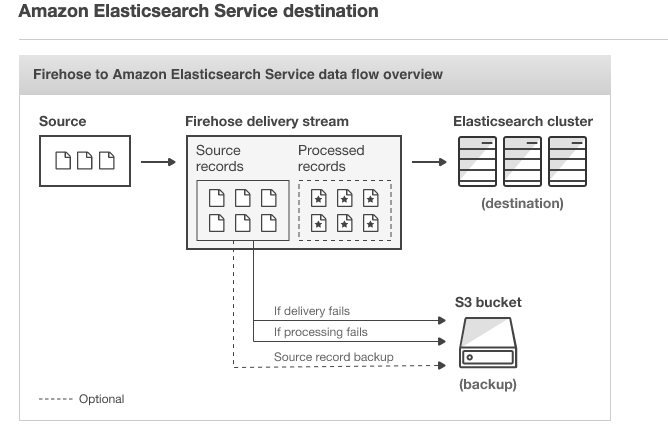 Amazon Elasticsearch Service destination
Firehose to Amazon Elasticsearch Service data flow overview
Source
Firehose delivery stream
Elasticsearch cluster
Source
records
Processed
records
(destination)
S3 bucket
If delivery fails
If processing fails
Source record backup
(backup)
Optional